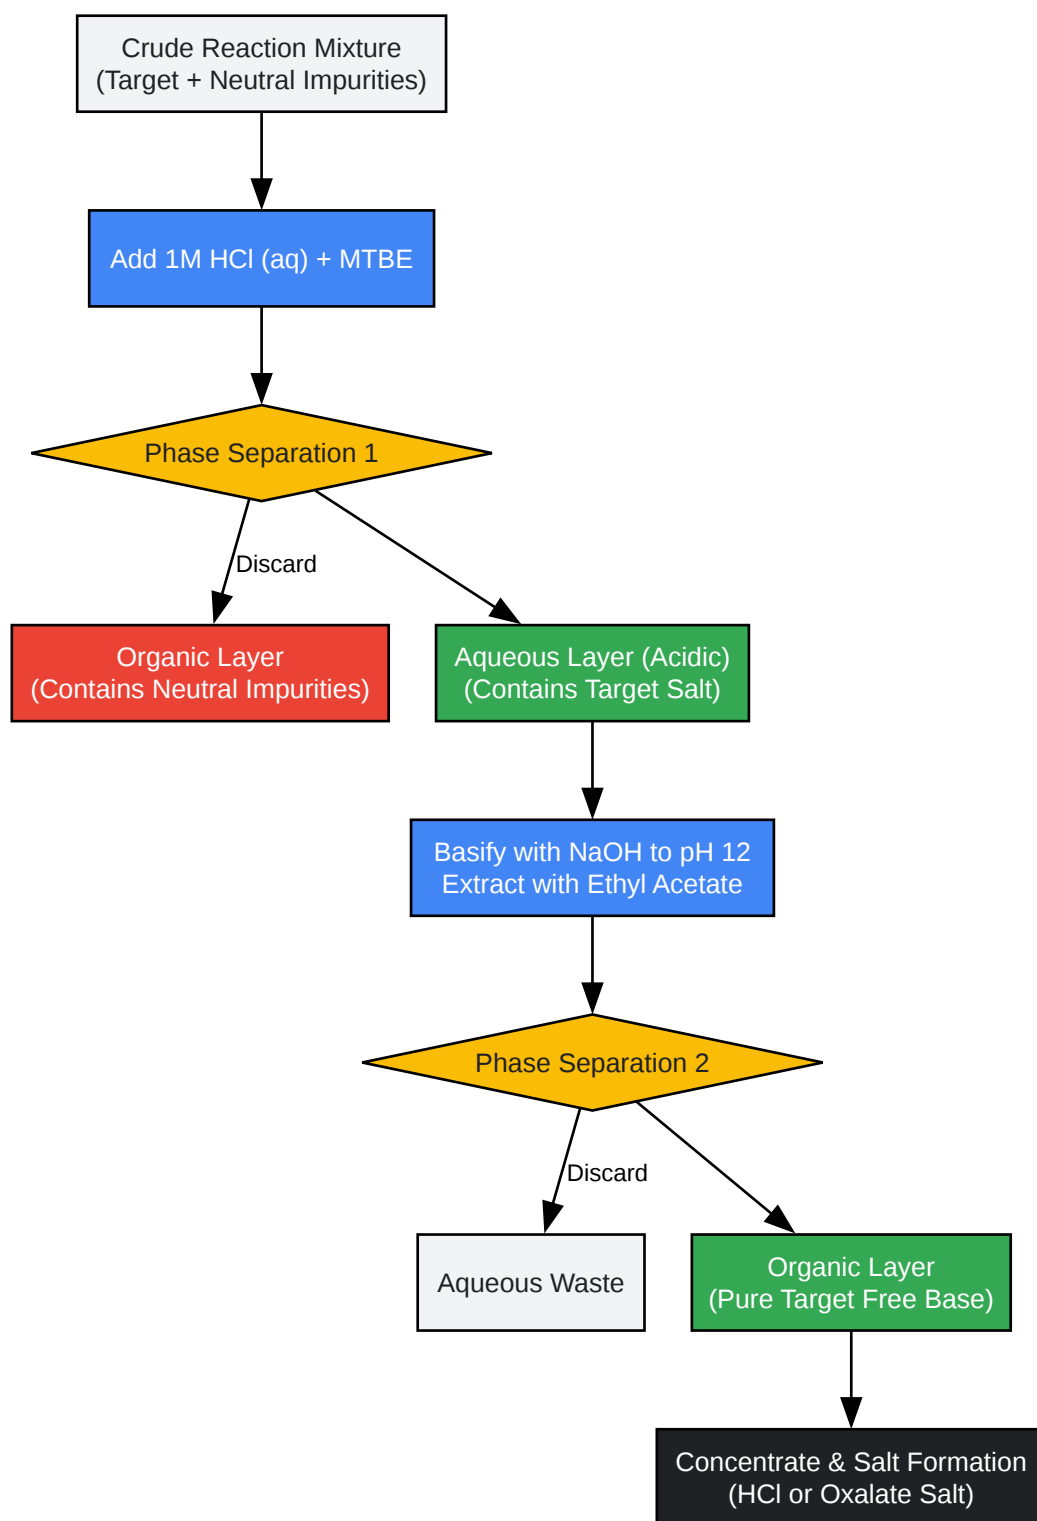 Crude Reaction Mixture
(Target + Neutral Impurities)
Add 1M HCl (aq) + MTBE
Phase Separation 1
Discard
Organic Layer
(Contains Neutral Impurities)
Aqueous Layer (Acidic)
(Contains Target Salt)
Basify with NaOH to pH 12
Extract with Ethyl Acetate
Phase Separation 2
Discard
Aqueous Waste
Organic Layer
(Pure Target Free Base)
Concentrate & Salt Formation
(HCl or Oxalate Salt)